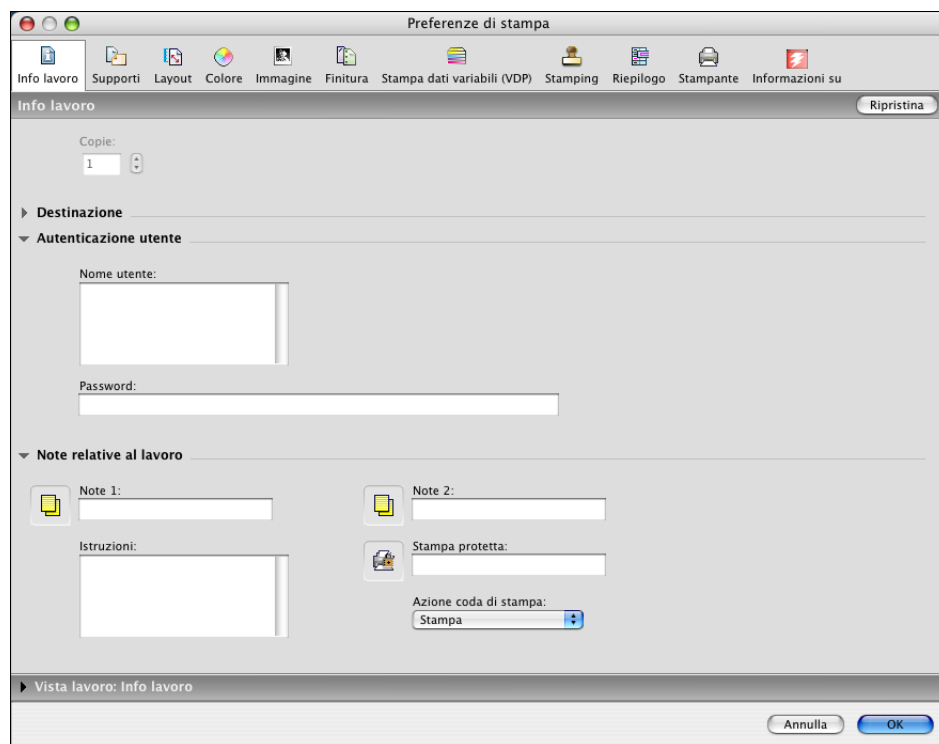 Preferenze di stampa
Info lavoro Supporti Layout Colore Immagine Finitura Stampa dati variabili (VDP) Stamping Riepilogo Stampante Informazioni su
Info lavoro Ripristina
Copie:
1
Destinazione
Autenticazione utente
Nome utente:
Password:
Note relative al lavoro
Note 1: Note 2:
Istruzioni: Stampa protetta:
Azione coda di stampa:
Stampa
Vista lavoro: Info lavoro
Annulla OK